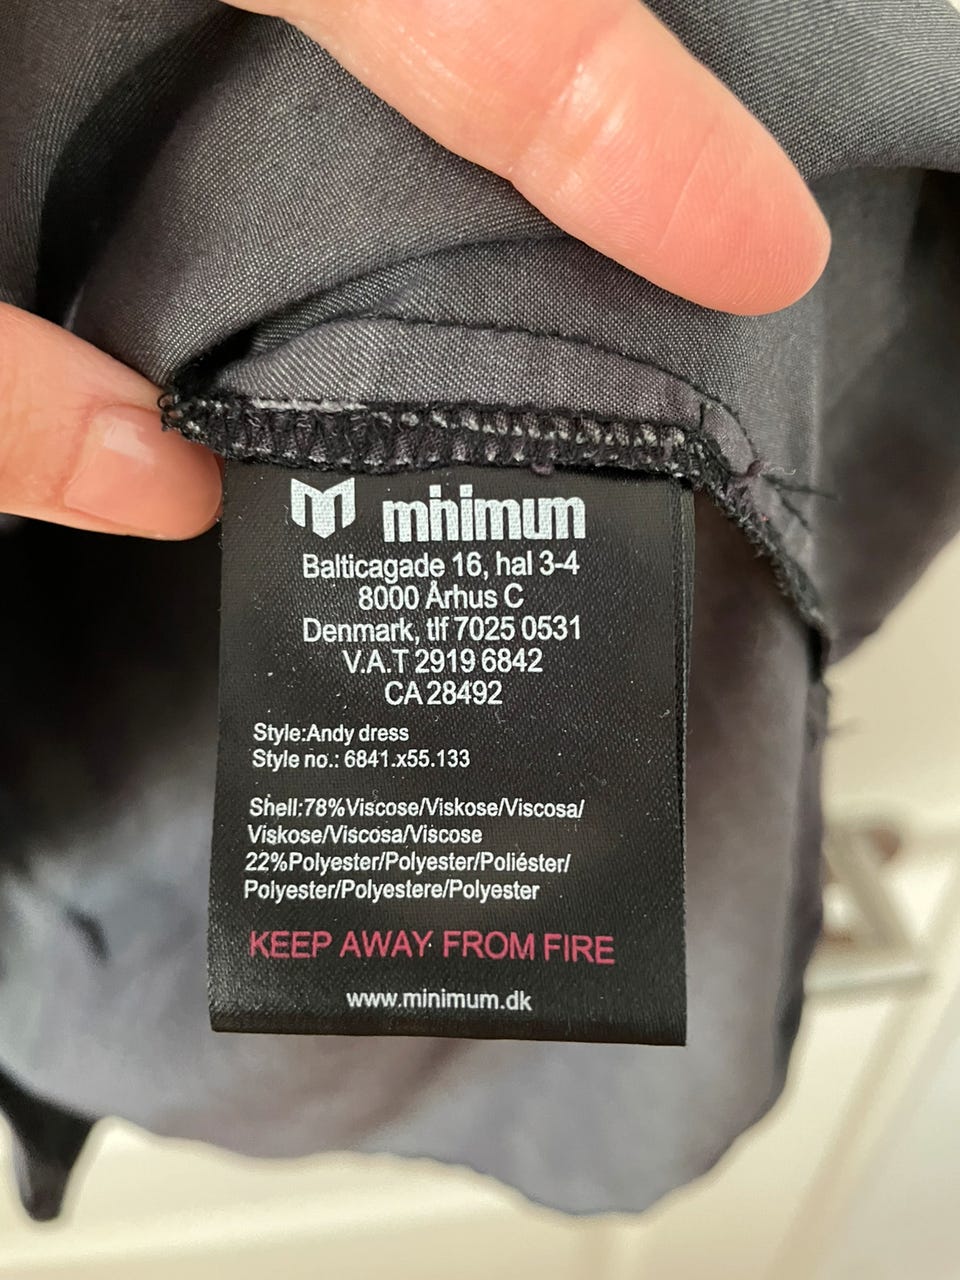 minimum
Balticagade 16, hal 3-4
8000 Århus C
Denmark, tlf 7025 0531
V.A.T 2919 6842
CA 28492
Style:Andy dress
Style no.: 6841.x55.133
Shell:78%Viscose/Viskose/Viscosa/
Viskose/Viscosa/Viscose
22%Polyester/Polyester/Poliéster/
Polyester/Polyestere/Polyester
KEEP AWAY FROM FIRE
www.minimum.dk